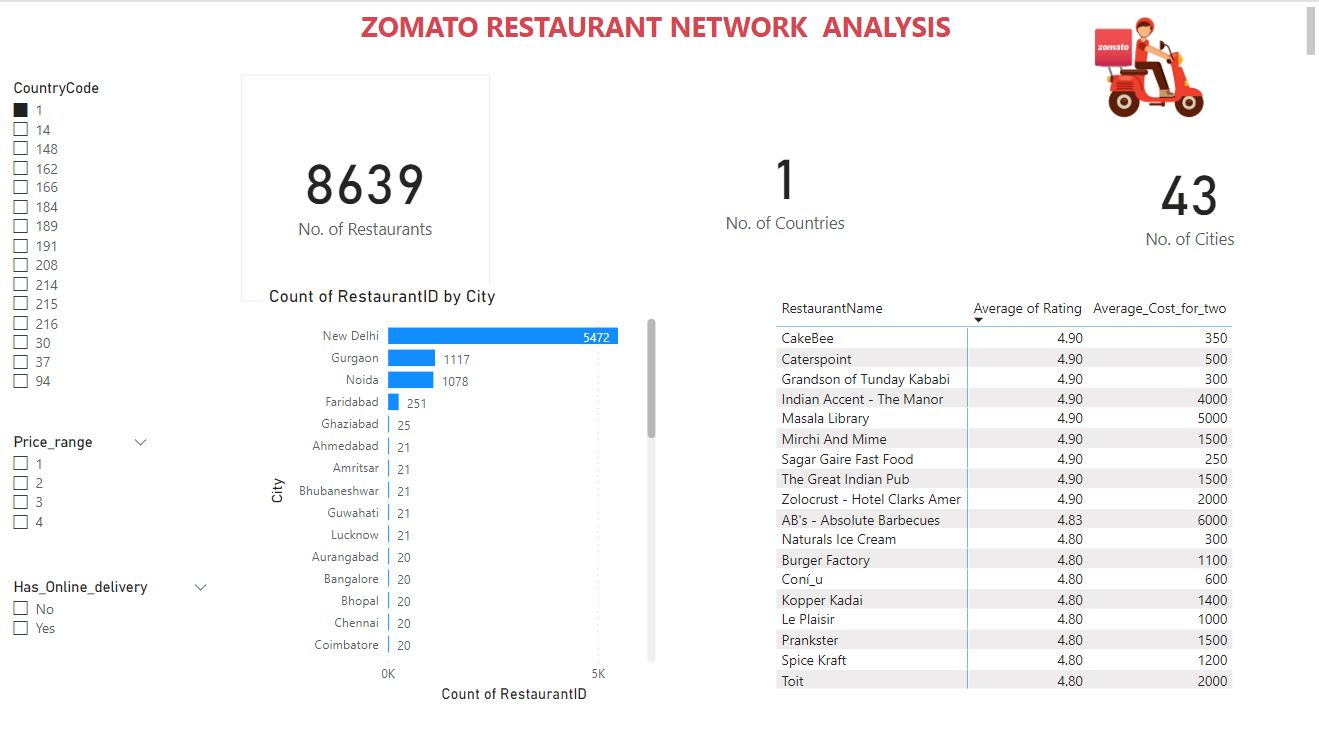 ZOMATO RESTAURANT NETWORK ANALYSIS
zomato
CountryCode
1
14
148
162
166
184
189
191
208
214
215
216
30
37
94
Price_range
1
2
3
4
Has_Online_delivery
No
Yes
8639
No. of Restaurants
1
No. of Countries
43
No. of Cities
Count of RestaurantID by City
City
New Delhi 5472
Gurgaon 1117
Noida 1078
Faridabad 251
Ghaziabad 25
Ahmedabad 21
Amritsar 21
Bhubaneshwar 21
Guwahati 21
Lucknow 21
Aurangabad 20
Bangalore 20
Bhopal 20
Chennai 20
Coimbatore 20
0K 5K
Count of RestaurantID
RestaurantName Average of Rating Average_Cost_for_two
CakeBee 4.90 350
Caterspoint 4.90 500
Grandson of Tunday Kababi 4.90 300
Indian Accent - The Manor 4.90 4000
Masala Library 4.90 5000
Mirchi And Mime 4.90 1500
Sagar Gaire Fast Food 4.90 250
The Great Indian Pub 4.90 1500
Zolocrust - Hotel Clarks Amer 4.90 2000
AB's - Absolute Barbecues 4.83 6000
Naturals Ice Cream 4.80 300
Burger Factory 4.80 1100
Coní_u 4.80 600
Kopper Kadai 4.80 1400
Le Plaisir 4.80 1000
Prankster 4.80 1500
Spice Kraft 4.80 1200
Toit 4.80 2000